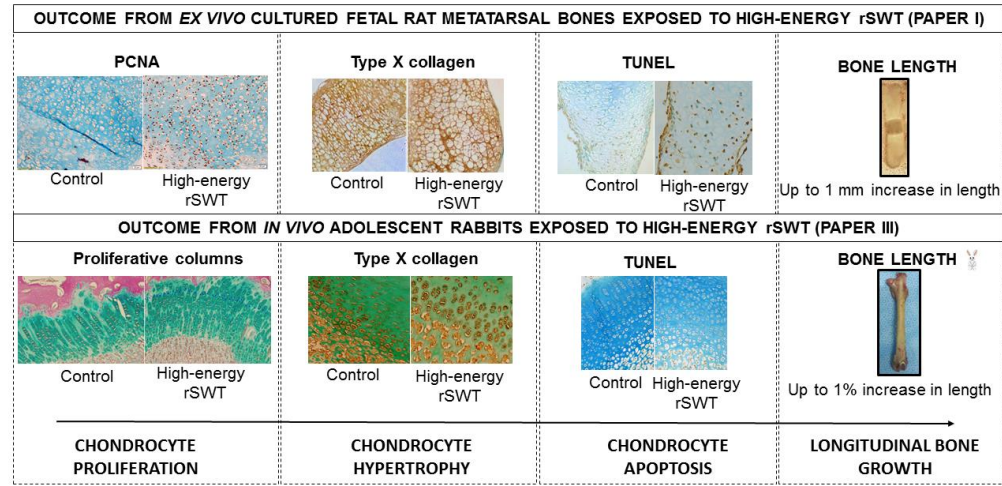 OUTCOME FROM EX VIVO CULTURED FETAL RAT METATARSAL BONES EXPOSED TO HIGH-ENERGY rSWT (PAPER I)
PCNA
Control
High-energy
rSWT
Type X collagen
Control
High-energy
rSWT
TUNEL
Control
High-energy
rSWT
BONE LENGTH
Up to 1 mm increase in length
OUTCOME FROM IN VIVO ADOLESCENT RABBITS EXPOSED TO HIGH-ENERGY rSWT (PAPER III)
Proliferative columns
Control
High-energy
rSWT
Type X collagen
Control
High-energy
rSWT
TUNEL
Control
High-energy
rSWT
BONE LENGTH
Up to 1% increase in length
CHONDROCYTE
PROLIFERATION
CHONDROCYTE
HYPERTROPHY
CHONDROCYTE
APOPTOSIS
LONGITUDINAL BONE
GROWTH